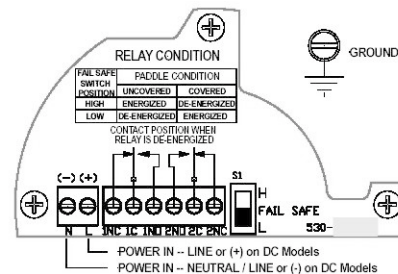 RELAY CONDITION
GROUND
FAIL SAFE SWITCH POSITION
PADDLE CONDITION
UNCOVERED COVERED
HIGH ENERGIZED DE-ENERGIZED
LOW DE-ENERGIZED ENERGIZED
CONTACT POSITION WHEN
RELAY IS DE-ENERGIZED
(-) (+)
S1
H
FAIL SAFE
L
530-
N L 1NC 1C 1NO 2NO 2C 2NC
POWER IN -- LINE or (+) on DC Models
POWER IN -- NEUTRAL / LINE or (-) on DC Models